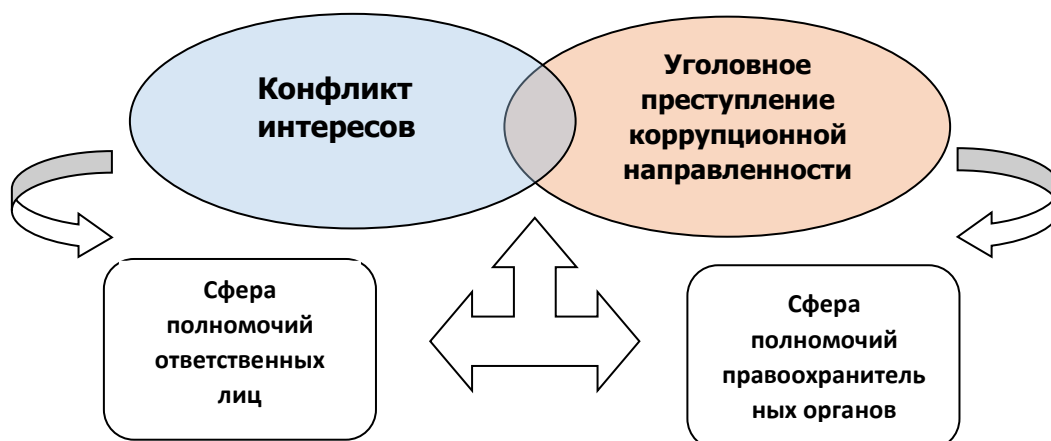 Конфликт
интересов
Уголовное
преступление
коррупционной
направленности
Сфера
полномочий
ответственных
лиц
Сфера
полномочий
правоохранитель
ных органов